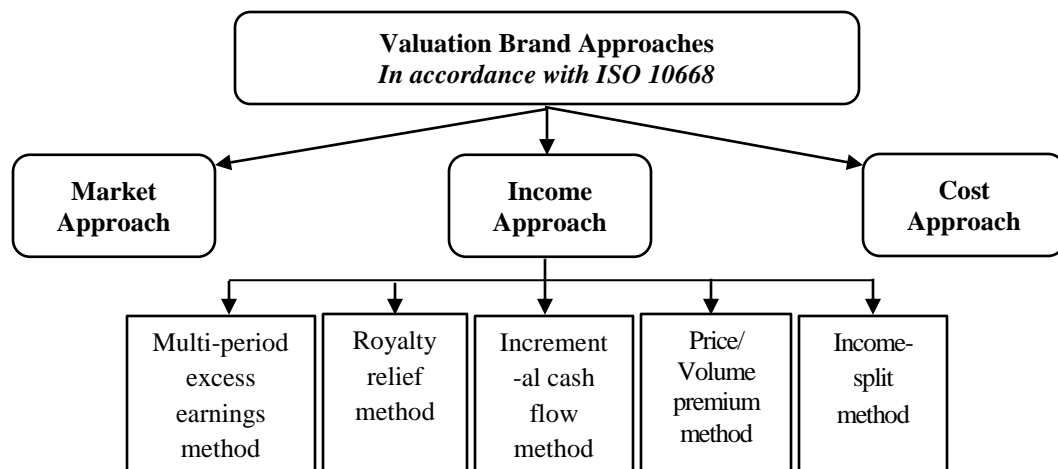 Valuation Brand Approaches
In accordance with ISO 10668
Market
Approach
Income
Approach
Cost
Approach
Multi-period
excess
earnings
method
Royalty
relief
method
Increment
-al cash
flow
method
Price/
Volume
premium
method
Income-
split
method